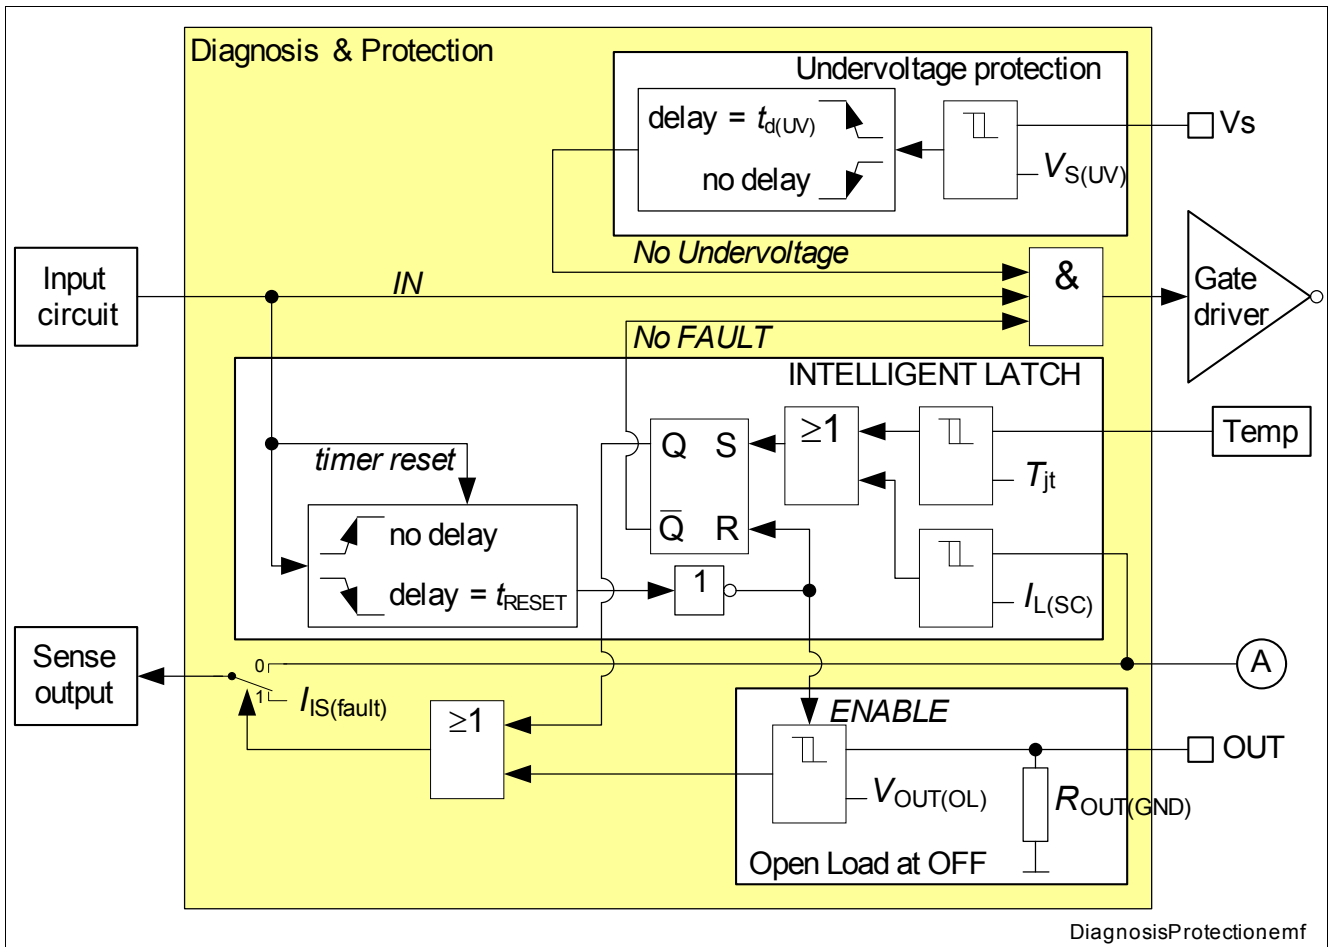 Diagnosis & Protection
Undervoltage protection
delay = td(UV)
no delay
VS(UV)
Vs
No Undervoltage
Input
circuit
IN
&
Gate
driver
No FAULT
INTELLIGENT LATCH
timer reset
Q S
≥1
Tjt
Temp
no delay
Q̅ R
delay = tRESET
1
IL(SC)
Sense
output
0
1
IIS(fault)
A
≥1
ENABLE
OUT
VOUT(OL)
ROUT(GND)
Open Load at OFF
DiagnosisProtectionemf